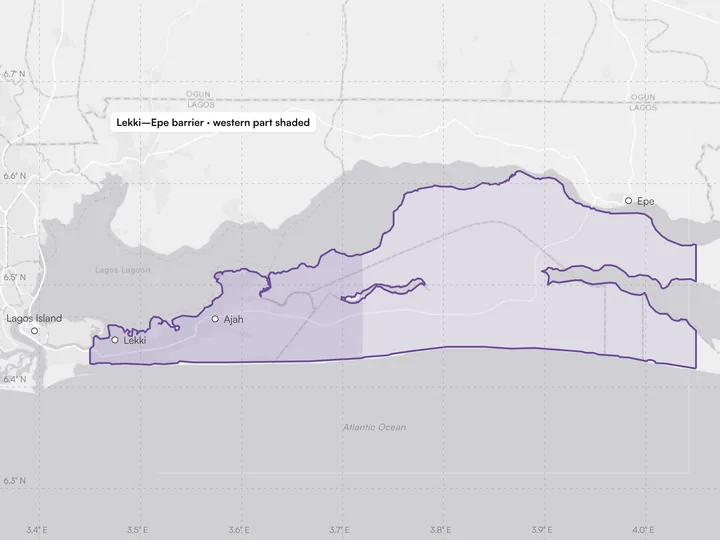 6.7° N
OGUN
LAGOS
OGUN
LAGOS
Lekki—Epe barrier · western part shaded
6.6° N
Epe
Lagos Lagoon
6.5° N
Lagos Island
Ajah
Lekki
6.4° N
Atlantic Ocean
6.3° N
3.4° E
3.5° E
3.6° E
3.7° E
3.8° E
3.9° E
4.0° E